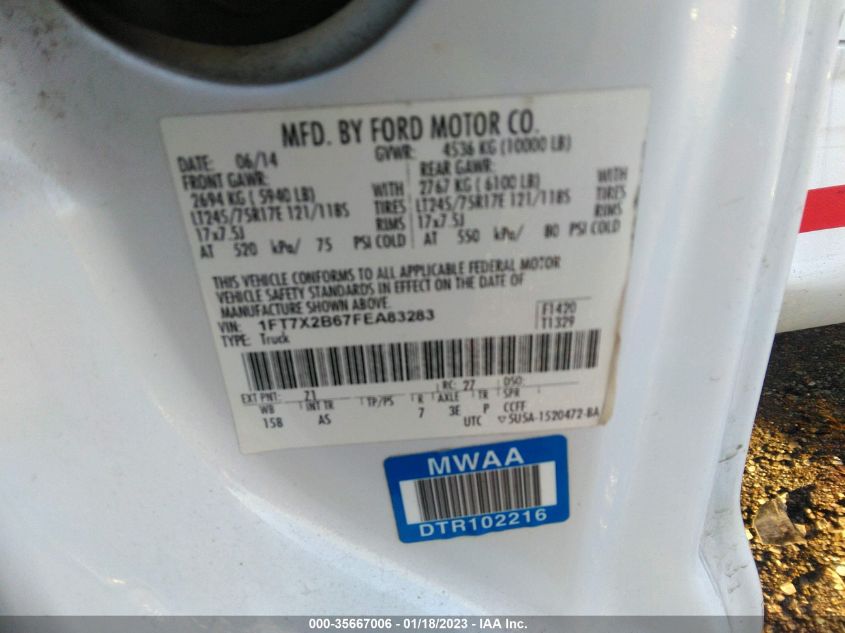 MFD. BY FORD MOTOR CO.
DATE: 06/14 GVWR: 4536 KG (10000 LB)
FRONT GAWR: REAR GAWR:
2694 KG ( 5940 LB) WITH 2767 KG ( 6100 LB) WITH
LT245/75R17E 121/118S TIRES LT245/75R17E 121/118S TIRES
17x7.5J RIMS 17x7.5J RIMS
AT 520 kPa/ 75 PSI COLD AT 550 kPa/ 80 PSI COLD
THIS VEHICLE CONFORMS TO ALL APPLICABLE FEDERAL MOTOR
VEHICLE SAFETY STANDARDS IN EFFECT ON THE DATE OF
MANUFACTURE SHOWN ABOVE.
VIN: 1FT7X2B67FEA83283 F1420
TYPE: Truck T1329
EXT PNT: Z1 RC: 27 DSO:
WB INT TR TP/PS R AXLE TR SPR
158 AS 7 3E P CCFF
UTC ▽ SUSA-1520472-BA
MWAA
DTR102216
000-35667006 — 01/18/2023 — IAA Inc.